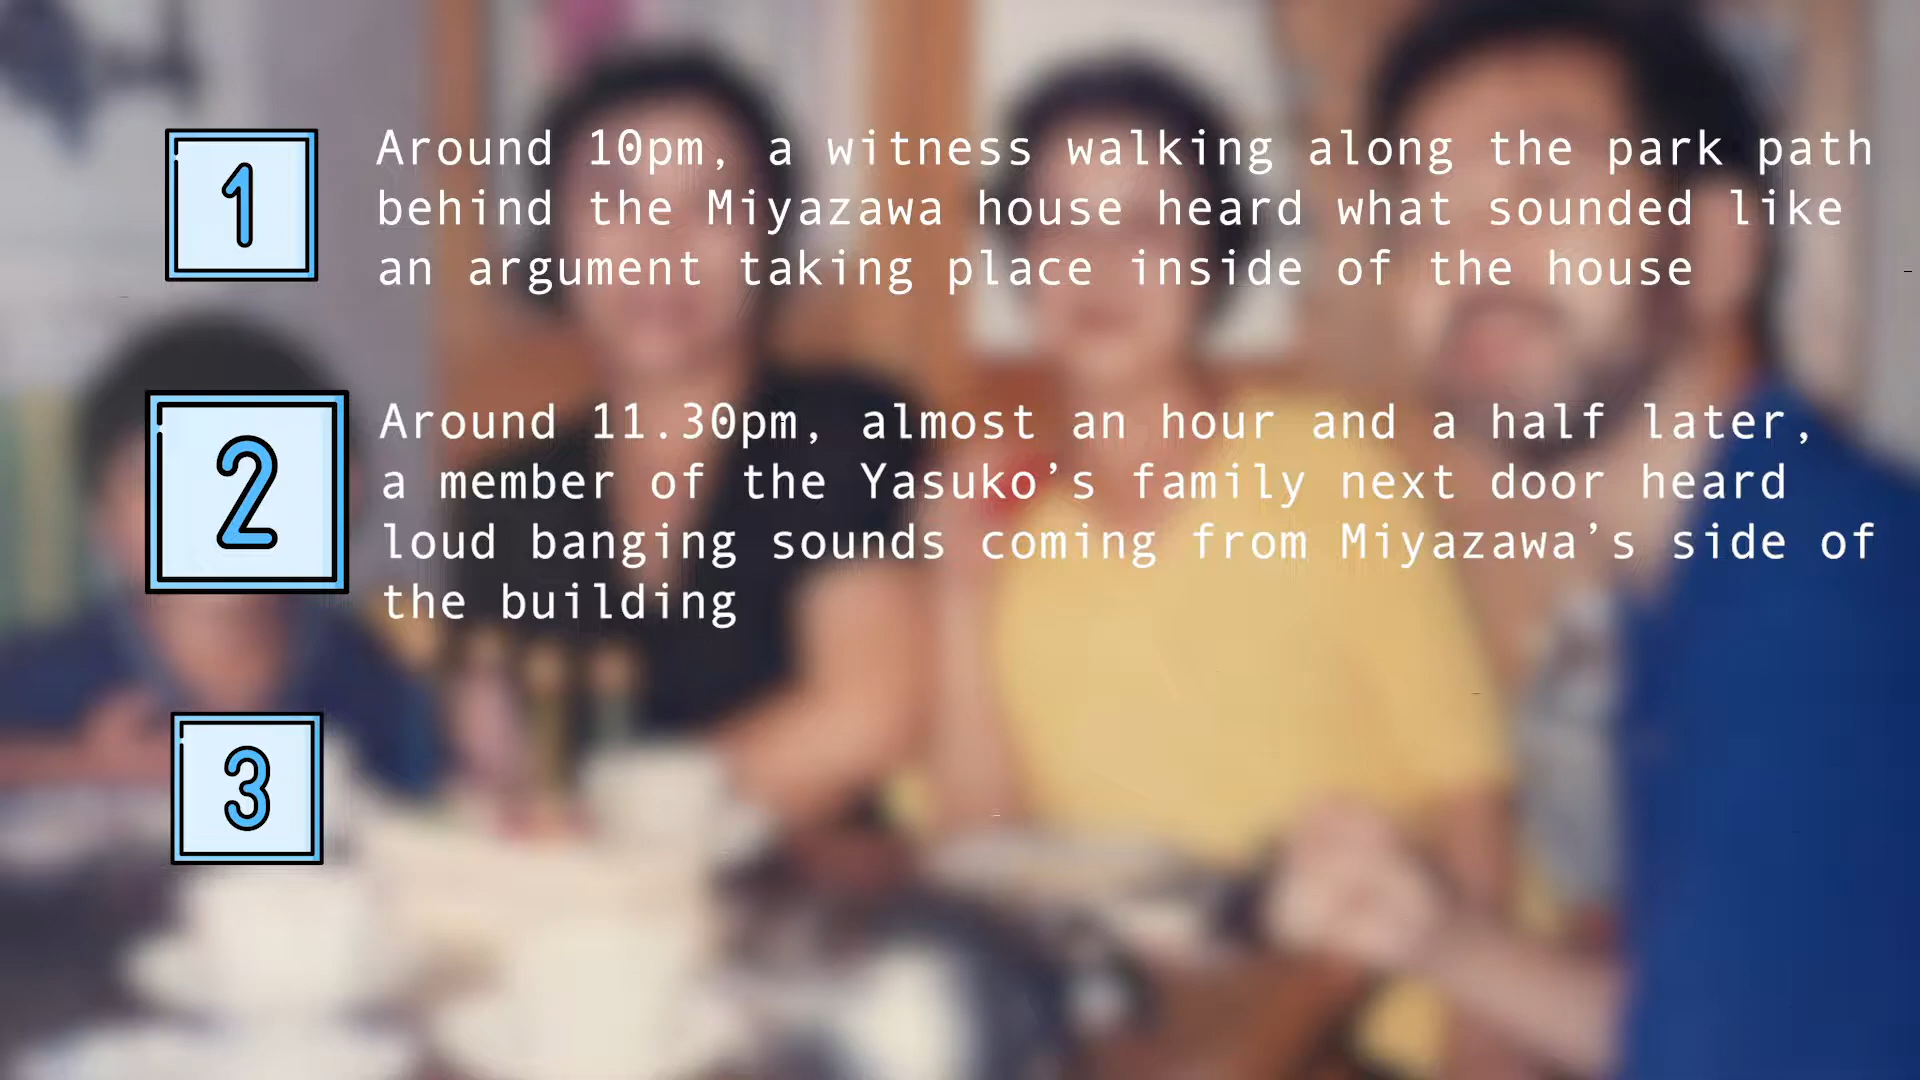 1
Around 10pm, a witness walking along the park path
behind the Miyazawa house heard what sounded like
an argument taking place inside of the house
2
Around 11.30pm, almost an hour and a half later,
a member of the Yasuko’s family next door heard
loud banging sounds coming from Miyazawa’s side of
the building
3